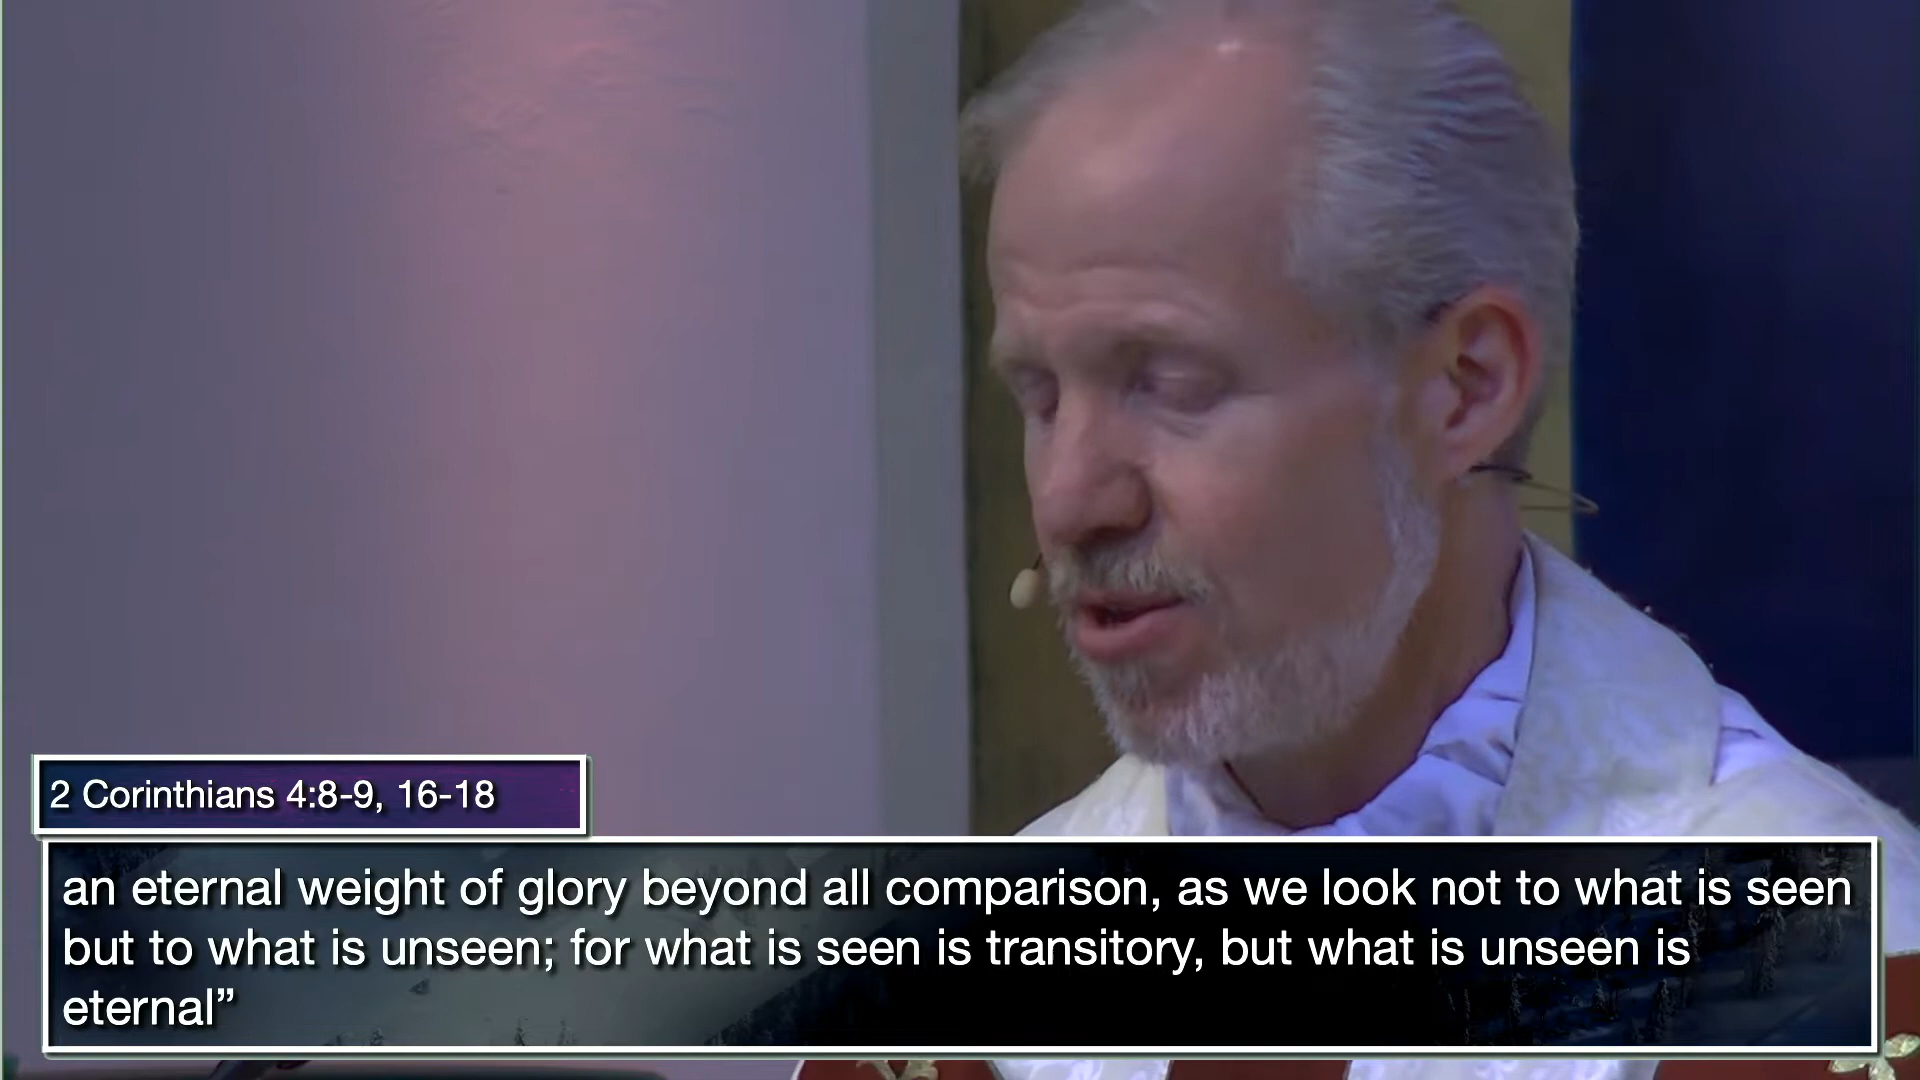 2 Corinthians 4:8-9, 16-18
an eternal weight of glory beyond all comparison, as we look not to what is seen
but to what is unseen; for what is seen is transitory, but what is unseen is
eternal”